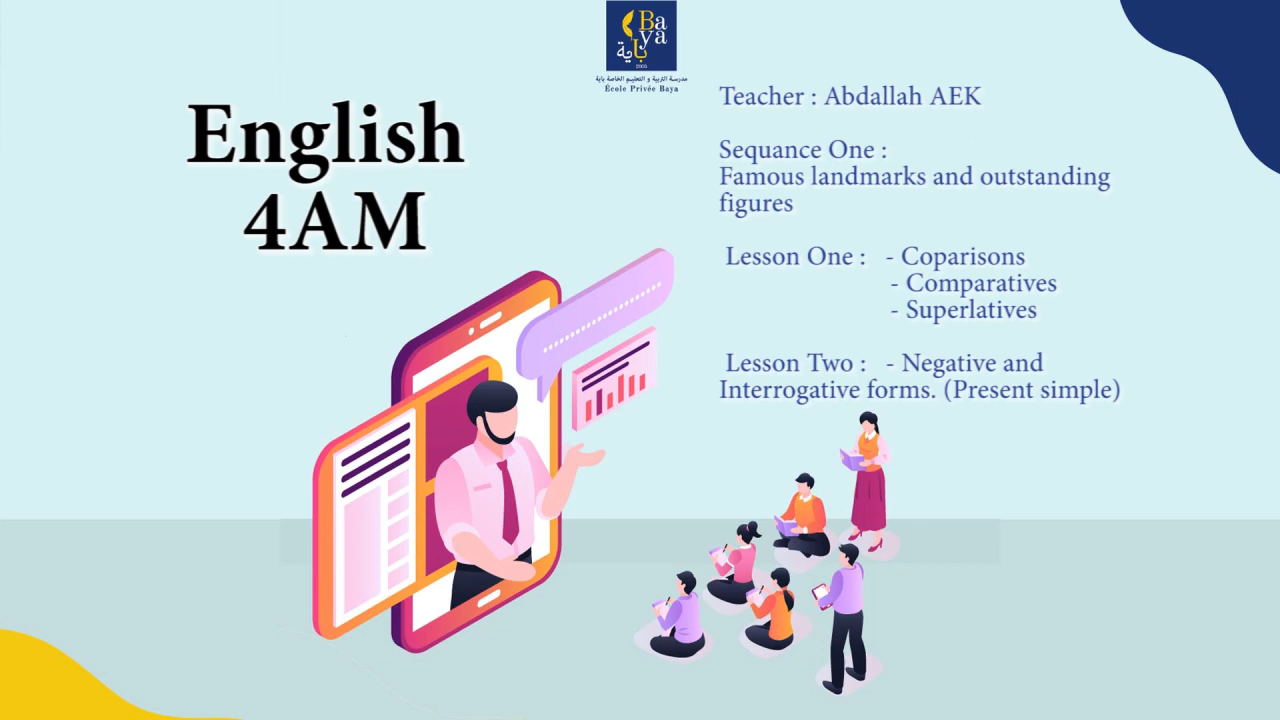 Ba
ya
باية
2005
مدرسة التربية و التعليم الخاصة باية
École Privée Baya
English
4AM
Teacher : Abdallah AEK
Sequance One :
Famous landmarks and outstanding
figures
Lesson One : - Coparisons
- Comparatives
- Superlatives
Lesson Two : - Negative and
Interrogative forms. (Present simple)